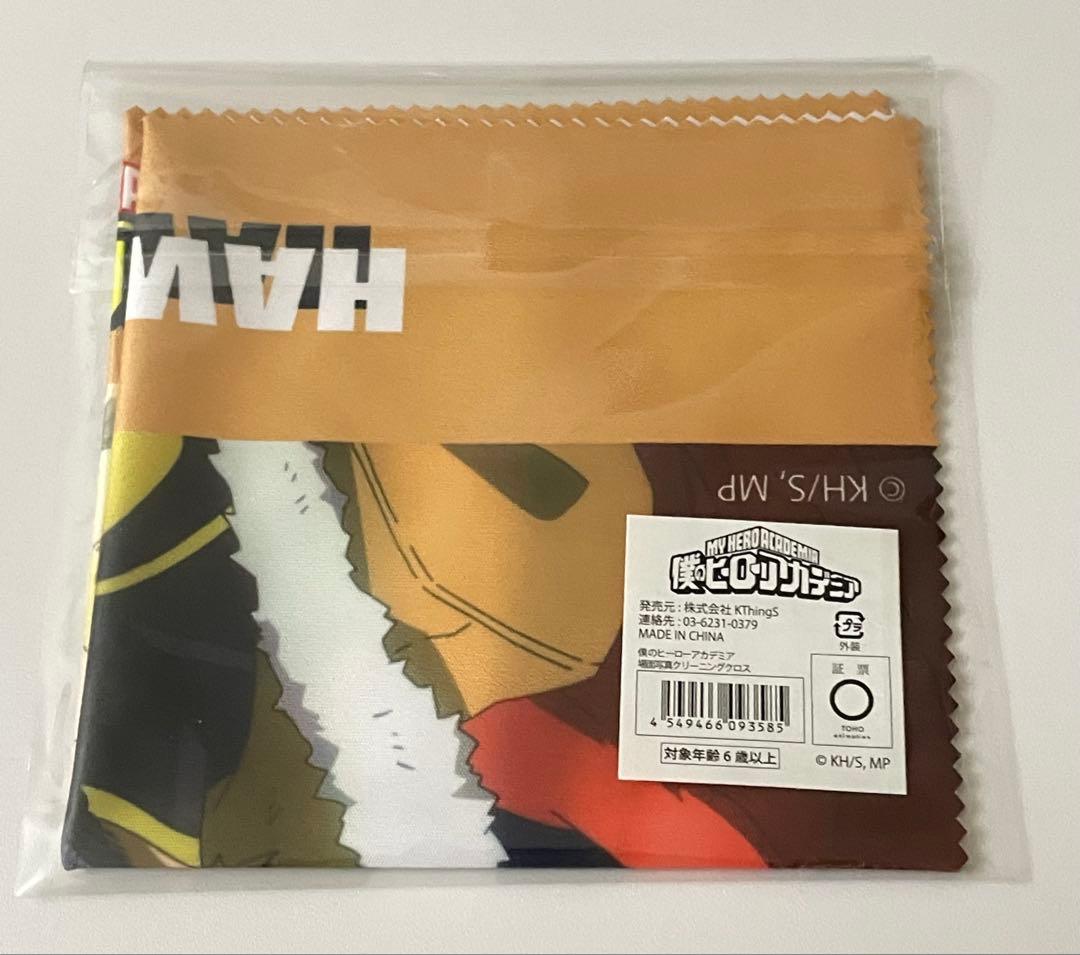 HAW
© KH/S, MP
MY HERO ACADEMIA
僕のヒーローアカデミア
発売元 : 株式会社 KThingS
連絡先 : 03-6231-0379
MADE IN CHINA
プラ
外装
僕のヒーローアカデミア
場面写真クリーニングクロス
証 票
TOHO
animation
4 549466 093585
対象年齢 6 歳以上
© KH/S, MP